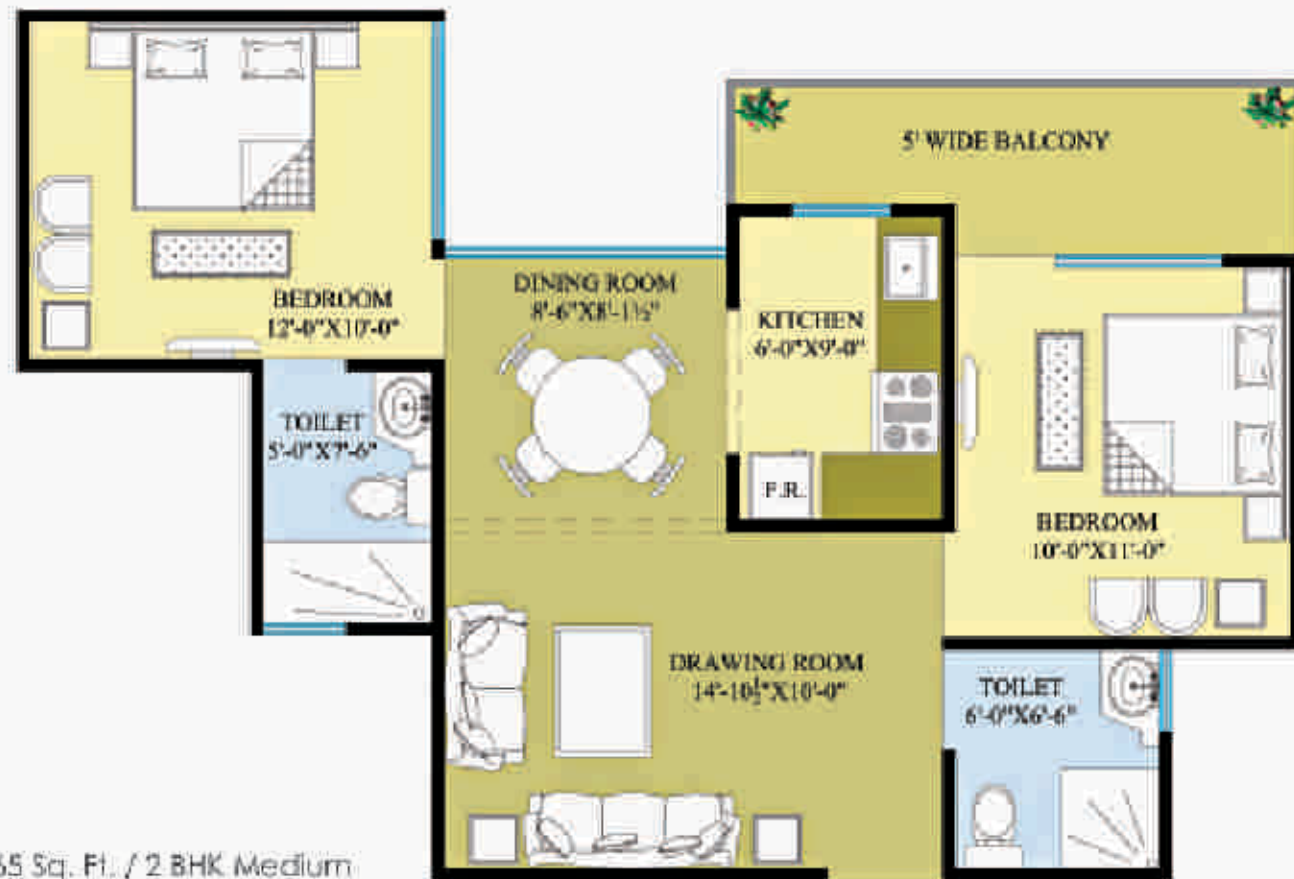 5' WIDE BALCONY
BEDROOM
12'-0"X10'-0"
DINING ROOM
8'-6"X8'-1½"
KITCHEN
6'-0"X9'-0"
TOILET
5'-0"X7'-6"
F.R.
BEDROOM
10'-0"X11'-0"
DRAWING ROOM
14'-10½"X10'-0"
TOILET
6'-0"X6'-6"
65 Sq. Ft. / 2 BHK Medium